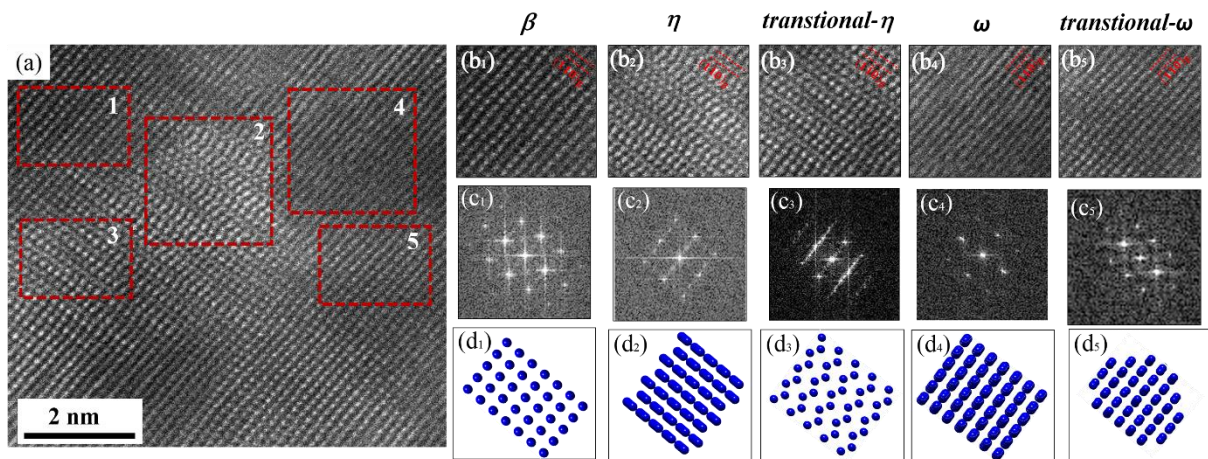 β η transtional-η ω transtional-ω
(a) (b₁) (b₂) (b₃) (b₄) (b₅)
1 4
2
(c₁) (c₂) (c₃) (c₄) (c₅)
3 5
(d₁) (d₂) (d₃) (d₄) (d₅)
2 nm